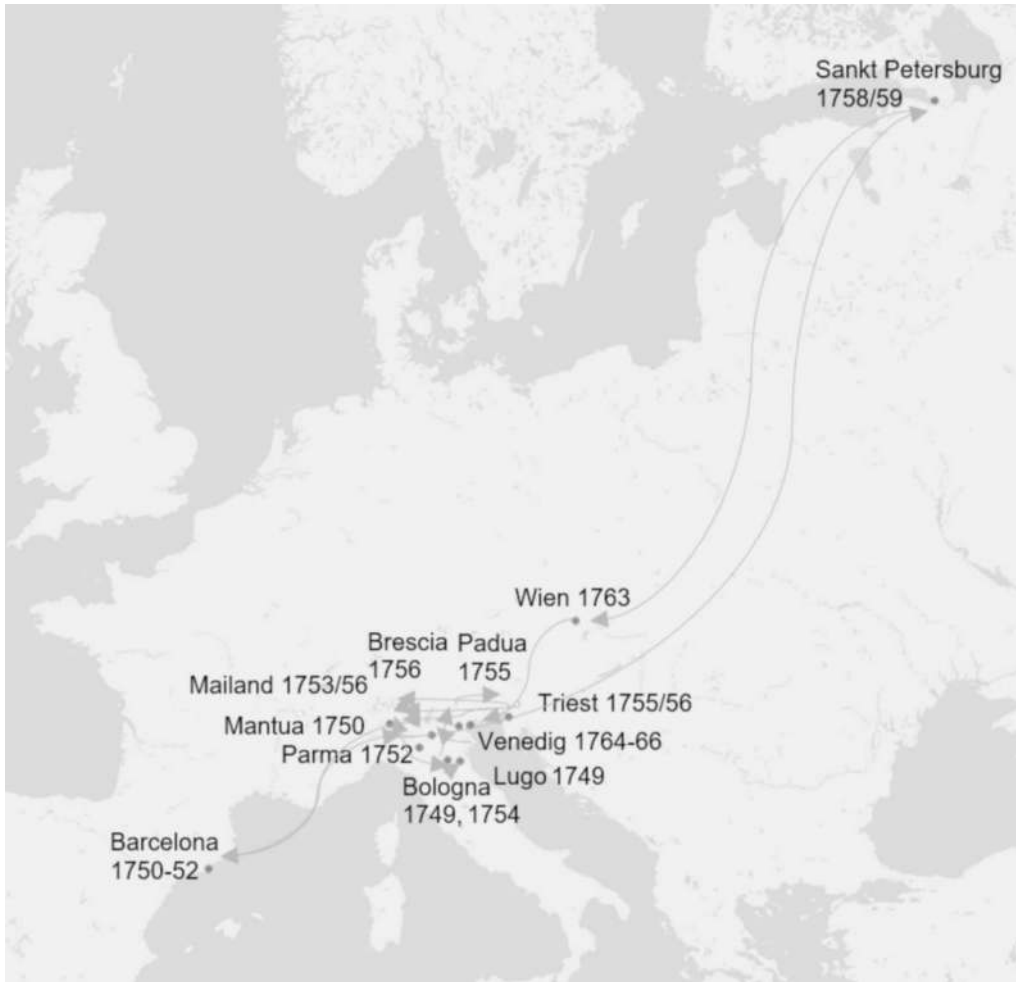 Sankt Petersburg
1758/59
Wien 1763
Brescia
1756
Padua
1755
Mailand 1753/56
Triest 1755/56
Mantua 1750
Venedig 1764-66
Parma 1752
Lugo 1749
Bologna
1749, 1754
Barcelona
1750-52